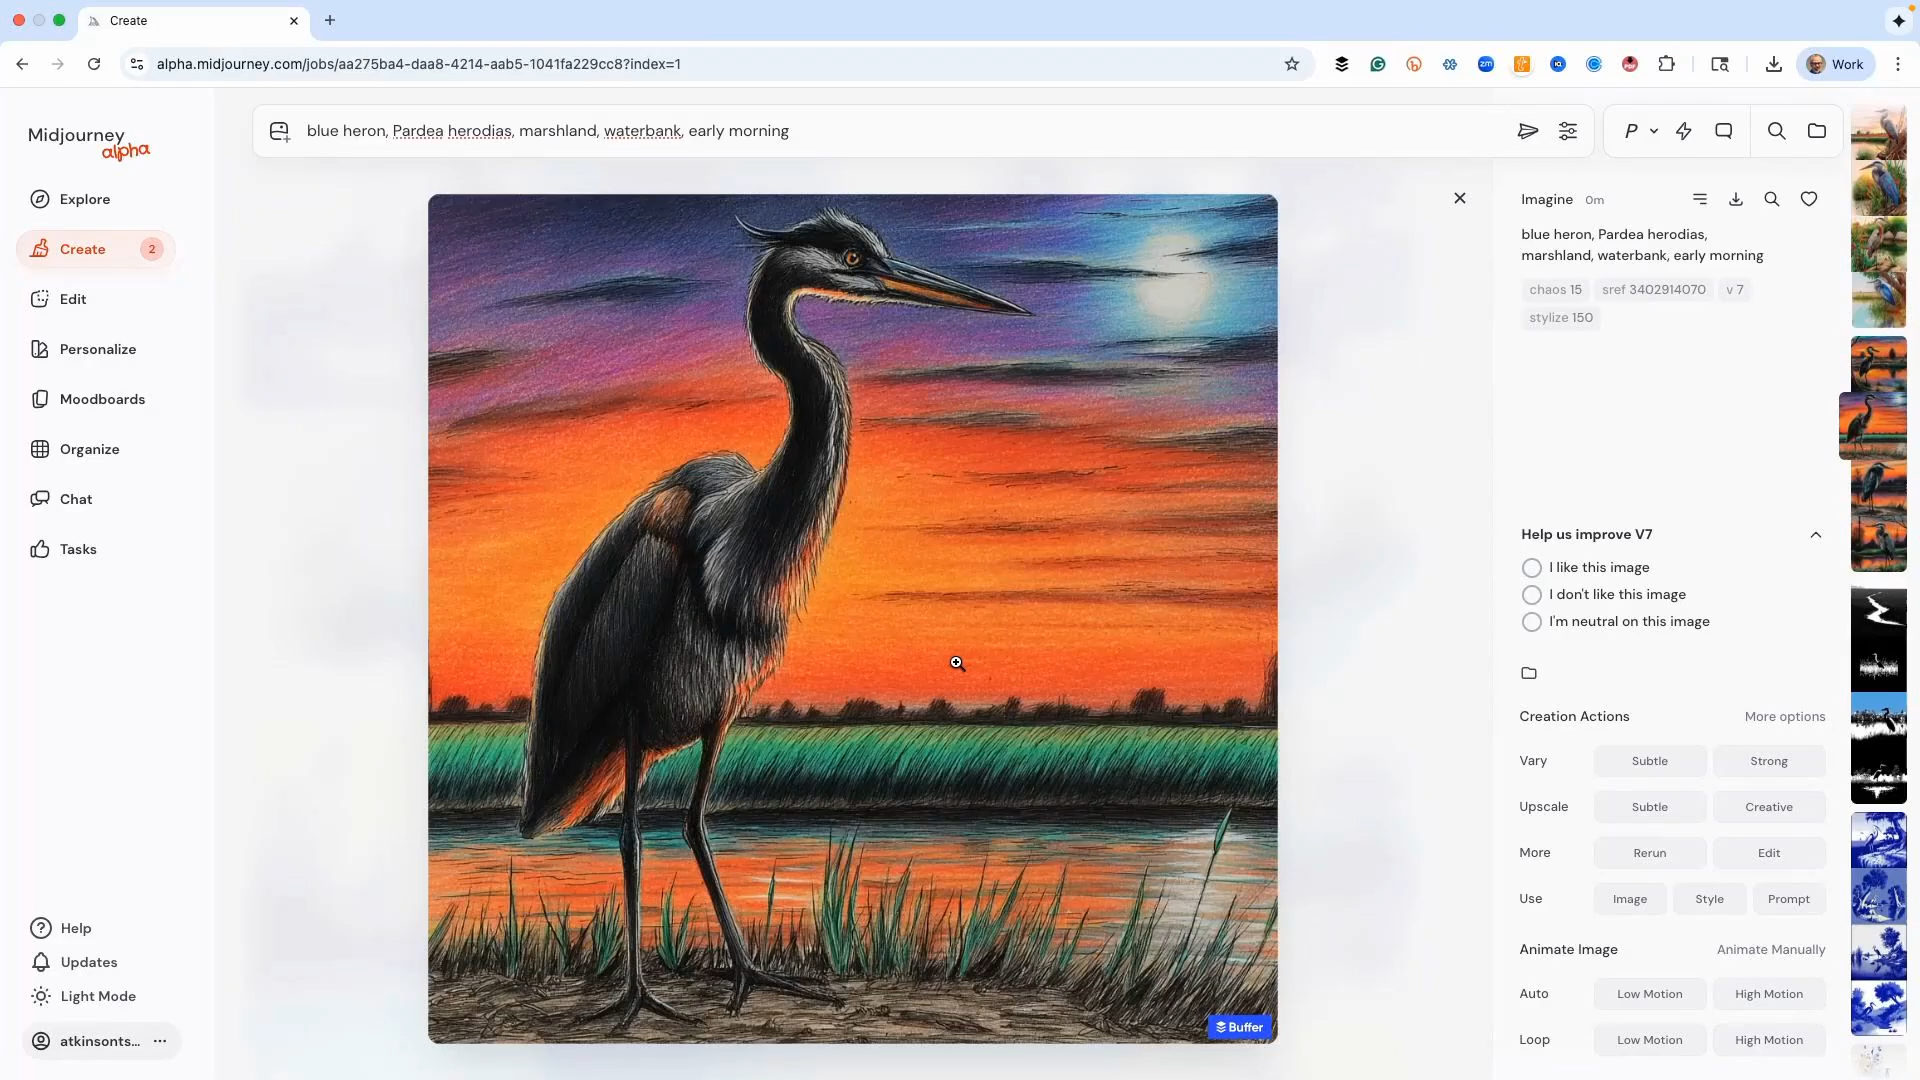 Create
alpha.midjourney.com/jobs/aa275ba4-daa8-4214-aab5-1041fa229cc8?index=1
Work
Midjourney
alpha
blue heron, Pardea herodias, marshland, waterbank, early morning
P
Explore
Create 2
Edit
Personalize
Moodboards
Organize
Chat
Tasks
Help
Updates
Light Mode
atkinsonts...
Buffer
Imagine 0m
blue heron, Pardea herodias,
marshland, waterbank, early morning
chaos 15 sref 3402914070 v 7
stylize 150
Help us improve V7
I like this image
I don't like this image
I'm neutral on this image
Creation Actions More options
Vary Subtle Strong
Upscale Subtle Creative
More Rerun Edit
Use Image Style Prompt
Animate Image Animate Manually
Auto Low Motion High Motion
Loop Low Motion High Motion